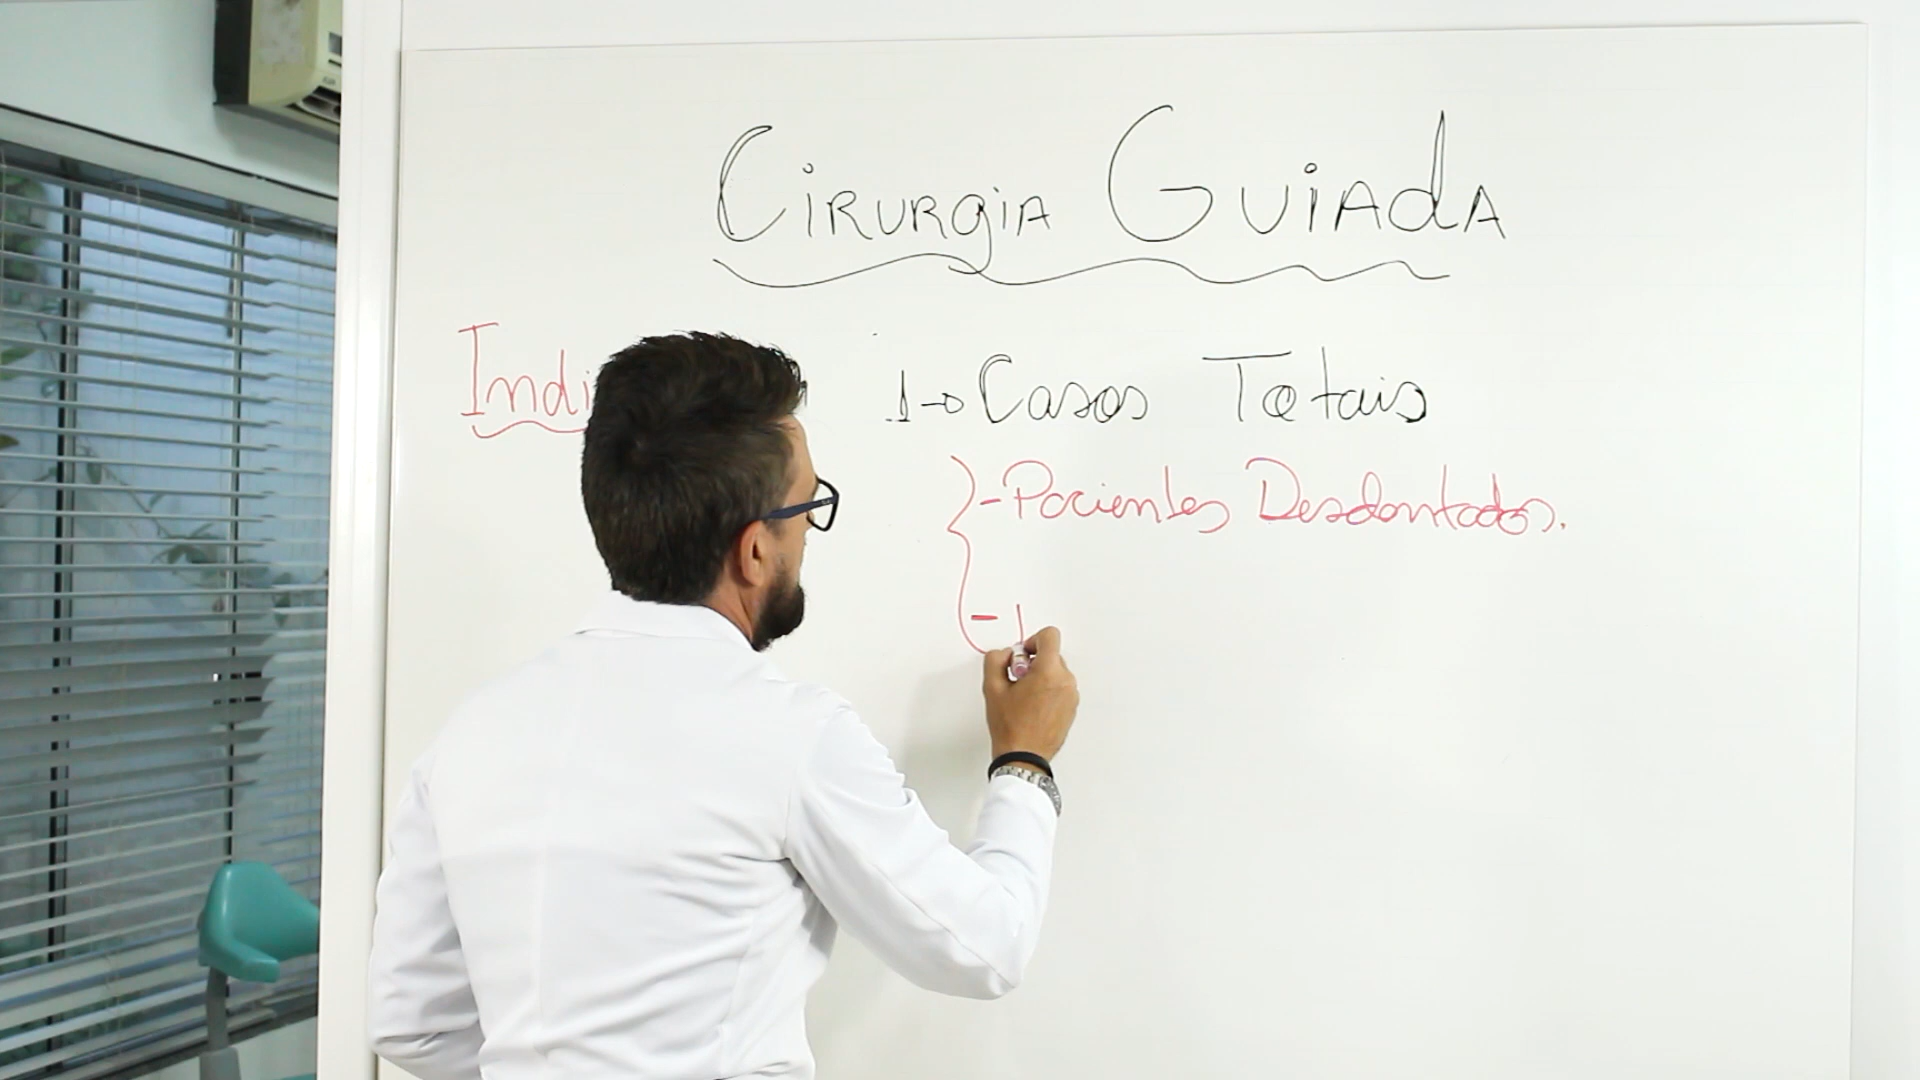 Cirurgia Guiada
Indi
1→ Casos Totais
- Pacientes Desdentados.
-